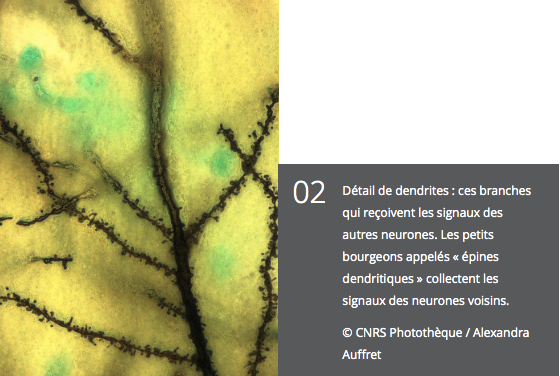 02
Détail de dendrites : ces branches
qui reçoivent les signaux des
autres neurones. Les petits
bourgeons appelés « épines
dendritiques » collectent les
signaux des neurones voisins.
© CNRS Photothèque / Alexandra
Auffret